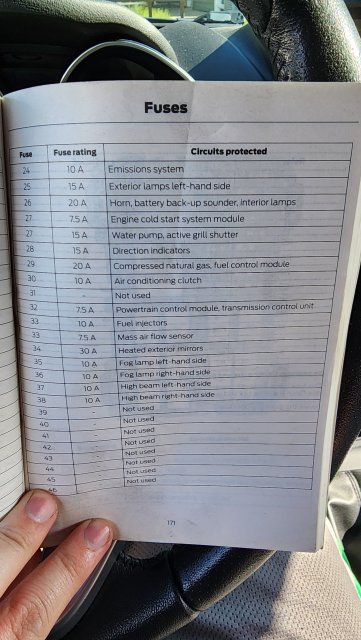 Fuses
Fuse Fuse rating Circuits protected
24 10 A Emissions system
25 15 A Exterior lamps left-hand side
26 20 A Horn, battery back-up sounder, interior lamps
27 7.5 A Engine cold start system module
27 15 A Water pump, active grill shutter
28 15 A Direction indicators
29 20 A Compressed natural gas, fuel control module
30 10 A Air conditioning clutch
31 - Not used
32 7.5 A Powertrain control module, transmission control unit
33 10 A Fuel injectors
33 7.5 A Mass air flow sensor
34 30 A Heated exterior mirrors
35 10 A Fog lamp left-hand side
36 10 A Fog lamp right-hand side
37 10 A High beam left-hand side
38 10 A High beam right-hand side
39 - Not used
40 - Not used
41 - Not used
42 - Not used
43 - Not used
44 - Not used
45 - Not used
46
171